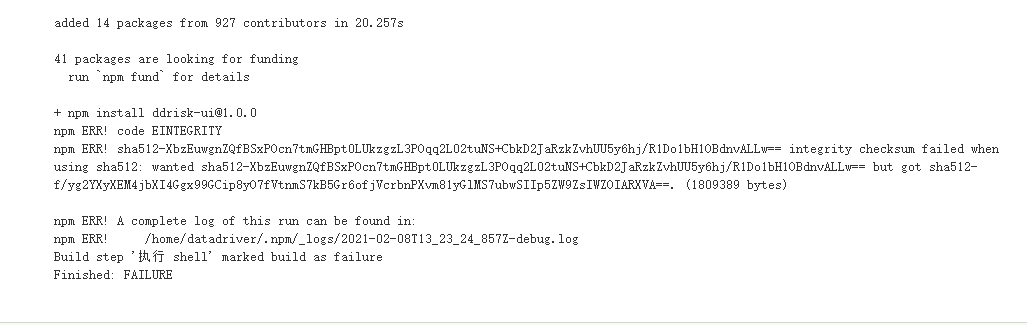 added 14 packages from 927 contributors in 20.257s
41 packages are looking for funding
run `npm fund` for details
+ npm install ddrisk-ui@1.0.0
npm ERR! code EINTEGRITY
npm ERR! sha512-XbzEuwgnZQfBSxPOcn7tmGHBpt0LUkzgzL3POqq2L02tuNS+CbkD2JaRzkZvhUU5y6hj/R1Do1bH1OBdnvALLw== integrity checksum failed when
using sha512: wanted sha512-XbzEuwgnZQfBSxPOcn7tmGHBpt0LUkzgzL3POqq2L02tuNS+CbkD2JaRzkZvhUU5y6hj/R1Do1bH1OBdnvALLw== but got sha512-
f/yg2YXyXEM4jbXI4Ggx99GCip8yO7fVtnmS7kB5Gr6ofjVcrbnPXvm81yGlMS7ubwSIIp5ZW9ZsIWZOIARXVA==. (1809389 bytes)
npm ERR! A complete log of this run can be found in:
npm ERR!     /home/datadriver/.npm/_logs/2021-02-08T13_23_24_857Z-debug.log
Build step '执行 shell' marked build as failure
Finished: FAILURE